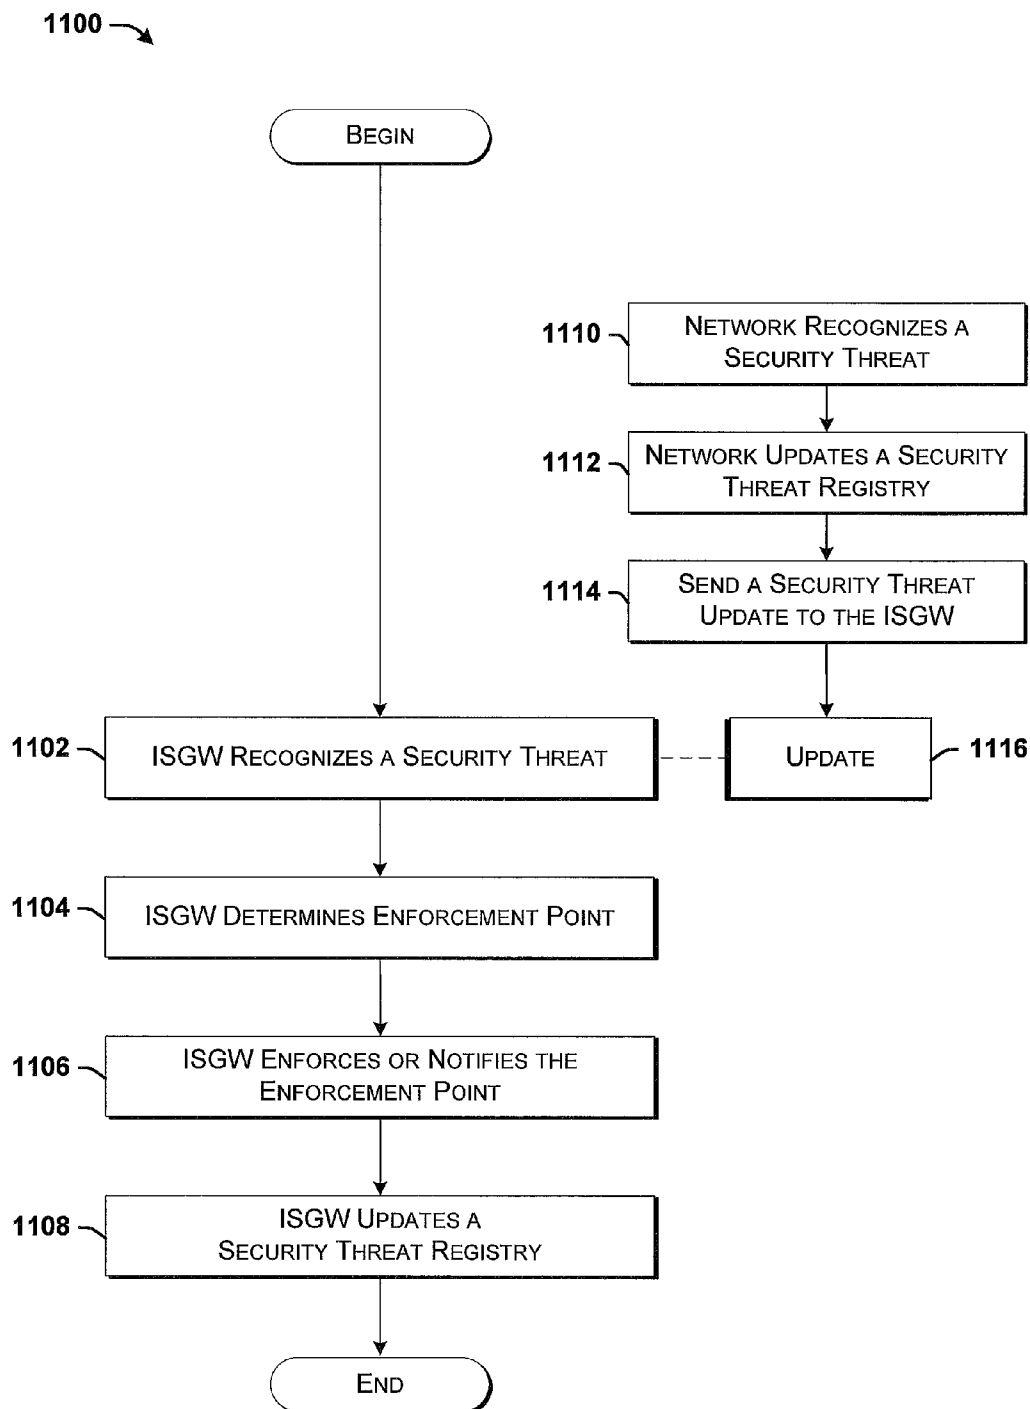 1100
BEGIN
1110
NETWORK RECOGNIZES A
SECURITY THREAT
1112
NETWORK UPDATES A SECURITY
THREAT REGISTRY
1114
SEND A SECURITY THREAT
UPDATE TO THE ISGW
1102
ISGW RECOGNIZES A SECURITY THREAT
UPDATE
1116
1104
ISGW DETERMINES ENFORCEMENT POINT
1106
ISGW ENFORCES OR NOTIFIES THE
ENFORCEMENT POINT
1108
ISGW UPDATES A
SECURITY THREAT REGISTRY
END